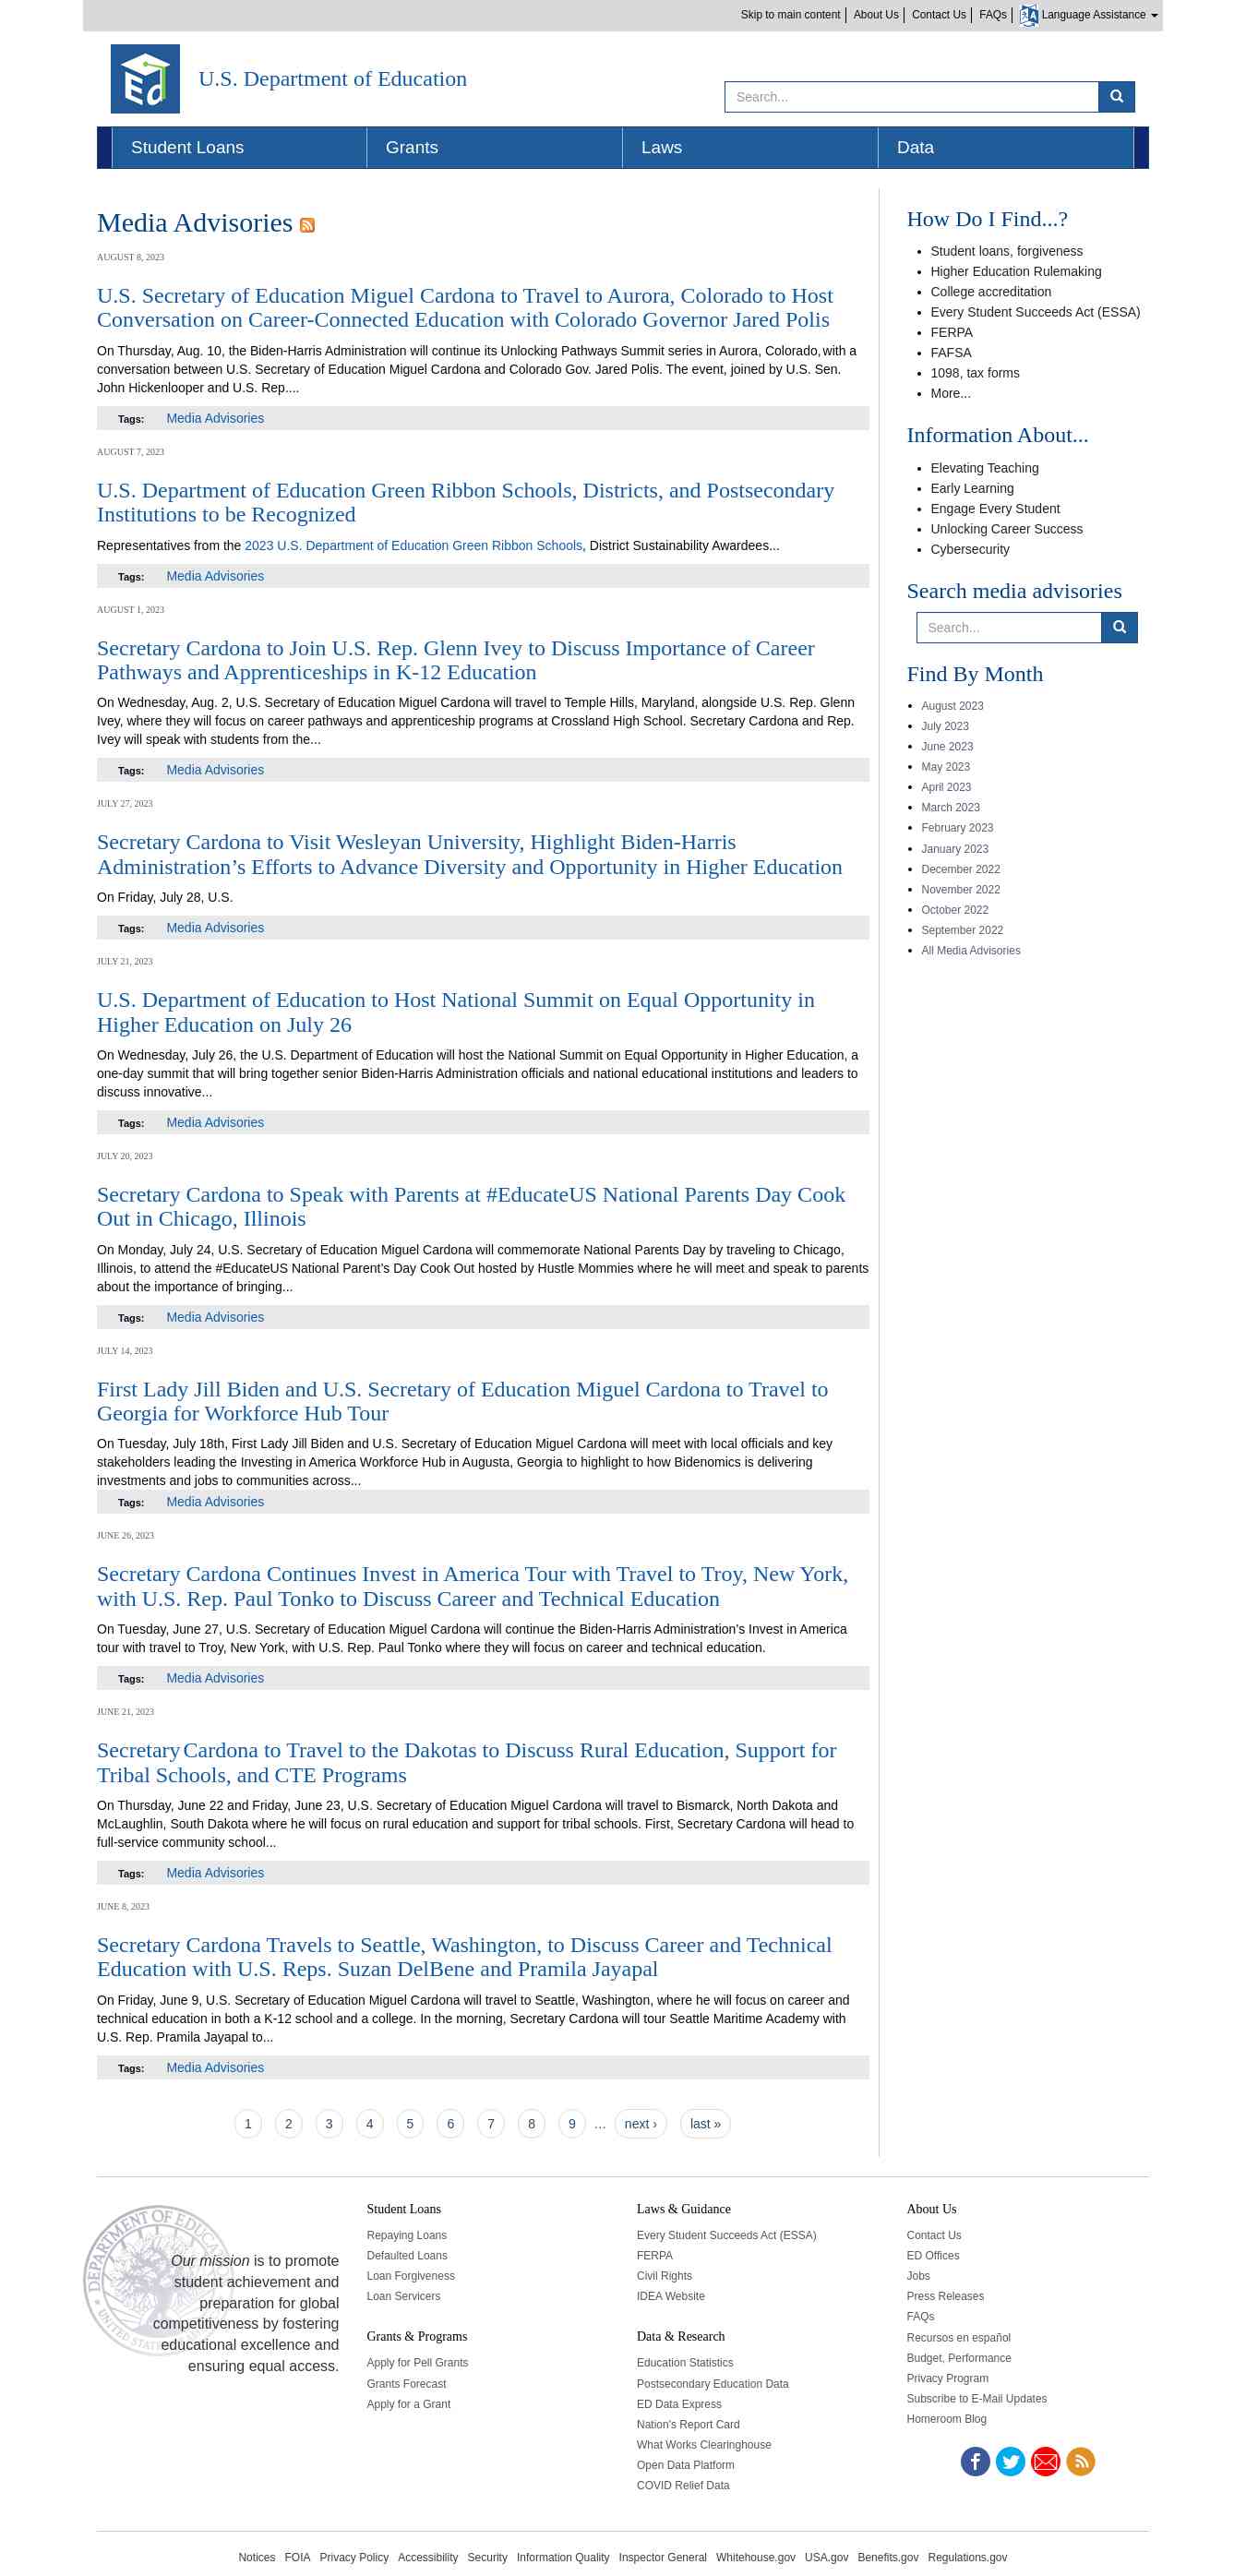 Skip to main content
About Us
Contact Us
FAQs
Language Assistance
U.S. Department of Education
Search...
Student Loans
Grants
Laws
Data
Media Advisories
AUGUST 8, 2023
U.S. Secretary of Education Miguel Cardona to Travel to Aurora, Colorado to Host
Conversation on Career-Connected Education with Colorado Governor Jared Polis
On Thursday, Aug. 10, the Biden-Harris Administration will continue its Unlocking Pathways Summit series in Aurora, Colorado, with a
conversation between U.S. Secretary of Education Miguel Cardona and Colorado Gov. Jared Polis. The event, joined by U.S. Sen.
John Hickenlooper and U.S. Rep....
Tags: Media Advisories
AUGUST 7, 2023
U.S. Department of Education Green Ribbon Schools, Districts, and Postsecondary
Institutions to be Recognized
Representatives from the 2023 U.S. Department of Education Green Ribbon Schools, District Sustainability Awardees...
Tags: Media Advisories
AUGUST 1, 2023
Secretary Cardona to Join U.S. Rep. Glenn Ivey to Discuss Importance of Career
Pathways and Apprenticeships in K-12 Education
On Wednesday, Aug. 2, U.S. Secretary of Education Miguel Cardona will travel to Temple Hills, Maryland, alongside U.S. Rep. Glenn
Ivey, where they will focus on career pathways and apprenticeship programs at Crossland High School. Secretary Cardona and Rep.
Ivey will speak with students from the...
Tags: Media Advisories
JULY 27, 2023
Secretary Cardona to Visit Wesleyan University, Highlight Biden-Harris
Administration’s Efforts to Advance Diversity and Opportunity in Higher Education
On Friday, July 28, U.S.
Tags: Media Advisories
JULY 21, 2023
U.S. Department of Education to Host National Summit on Equal Opportunity in
Higher Education on July 26
On Wednesday, July 26, the U.S. Department of Education will host the National Summit on Equal Opportunity in Higher Education, a
one-day summit that will bring together senior Biden-Harris Administration officials and national educational institutions and leaders to
discuss innovative...
Tags: Media Advisories
JULY 20, 2023
Secretary Cardona to Speak with Parents at #EducateUS National Parents Day Cook
Out in Chicago, Illinois
On Monday, July 24, U.S. Secretary of Education Miguel Cardona will commemorate National Parents Day by traveling to Chicago,
Illinois, to attend the #EducateUS National Parent’s Day Cook Out hosted by Hustle Mommies where he will meet and speak to parents
about the importance of bringing...
Tags: Media Advisories
JULY 14, 2023
First Lady Jill Biden and U.S. Secretary of Education Miguel Cardona to Travel to
Georgia for Workforce Hub Tour
On Tuesday, July 18th, First Lady Jill Biden and U.S. Secretary of Education Miguel Cardona will meet with local officials and key
stakeholders leading the Investing in America Workforce Hub in Augusta, Georgia to highlight to how Bidenomics is delivering
investments and jobs to communities across...
Tags: Media Advisories
JUNE 26, 2023
Secretary Cardona Continues Invest in America Tour with Travel to Troy, New York,
with U.S. Rep. Paul Tonko to Discuss Career and Technical Education
On Tuesday, June 27, U.S. Secretary of Education Miguel Cardona will continue the Biden-Harris Administration’s Invest in America
tour with travel to Troy, New York, with U.S. Rep. Paul Tonko where they will focus on career and technical education.
Tags: Media Advisories
JUNE 21, 2023
Secretary Cardona to Travel to the Dakotas to Discuss Rural Education, Support for
Tribal Schools, and CTE Programs
On Thursday, June 22 and Friday, June 23, U.S. Secretary of Education Miguel Cardona will travel to Bismarck, North Dakota and
McLaughlin, South Dakota where he will focus on rural education and support for tribal schools. First, Secretary Cardona will head to
full-service community school...
Tags: Media Advisories
JUNE 8, 2023
Secretary Cardona Travels to Seattle, Washington, to Discuss Career and Technical
Education with U.S. Reps. Suzan DelBene and Pramila Jayapal
On Friday, June 9, U.S. Secretary of Education Miguel Cardona will travel to Seattle, Washington, where he will focus on career and
technical education in both a K-12 school and a college. In the morning, Secretary Cardona will tour Seattle Maritime Academy with
U.S. Rep. Pramila Jayapal to...
Tags: Media Advisories
1 2 3 4 5 6 7 8 9 … next › last »
How Do I Find...?
Student loans, forgiveness
Higher Education Rulemaking
College accreditation
Every Student Succeeds Act (ESSA)
FERPA
FAFSA
1098, tax forms
More...
Information About...
Elevating Teaching
Early Learning
Engage Every Student
Unlocking Career Success
Cybersecurity
Search media advisories
Search...
Find By Month
August 2023
July 2023
June 2023
May 2023
April 2023
March 2023
February 2023
January 2023
December 2022
November 2022
October 2022
September 2022
All Media Advisories
Our mission is to promote
student achievement and
preparation for global
competitiveness by fostering
educational excellence and
ensuring equal access.
Student Loans
Repaying Loans
Defaulted Loans
Loan Forgiveness
Loan Servicers
Grants & Programs
Apply for Pell Grants
Grants Forecast
Apply for a Grant
Laws & Guidance
Every Student Succeeds Act (ESSA)
FERPA
Civil Rights
IDEA Website
Data & Research
Education Statistics
Postsecondary Education Data
ED Data Express
Nation's Report Card
What Works Clearinghouse
Open Data Platform
COVID Relief Data
About Us
Contact Us
ED Offices
Jobs
Press Releases
FAQs
Recursos en español
Budget, Performance
Privacy Program
Subscribe to E-Mail Updates
Homeroom Blog
Notices FOIA Privacy Policy Accessibility Security Information Quality Inspector General Whitehouse.gov USA.gov Benefits.gov Regulations.gov